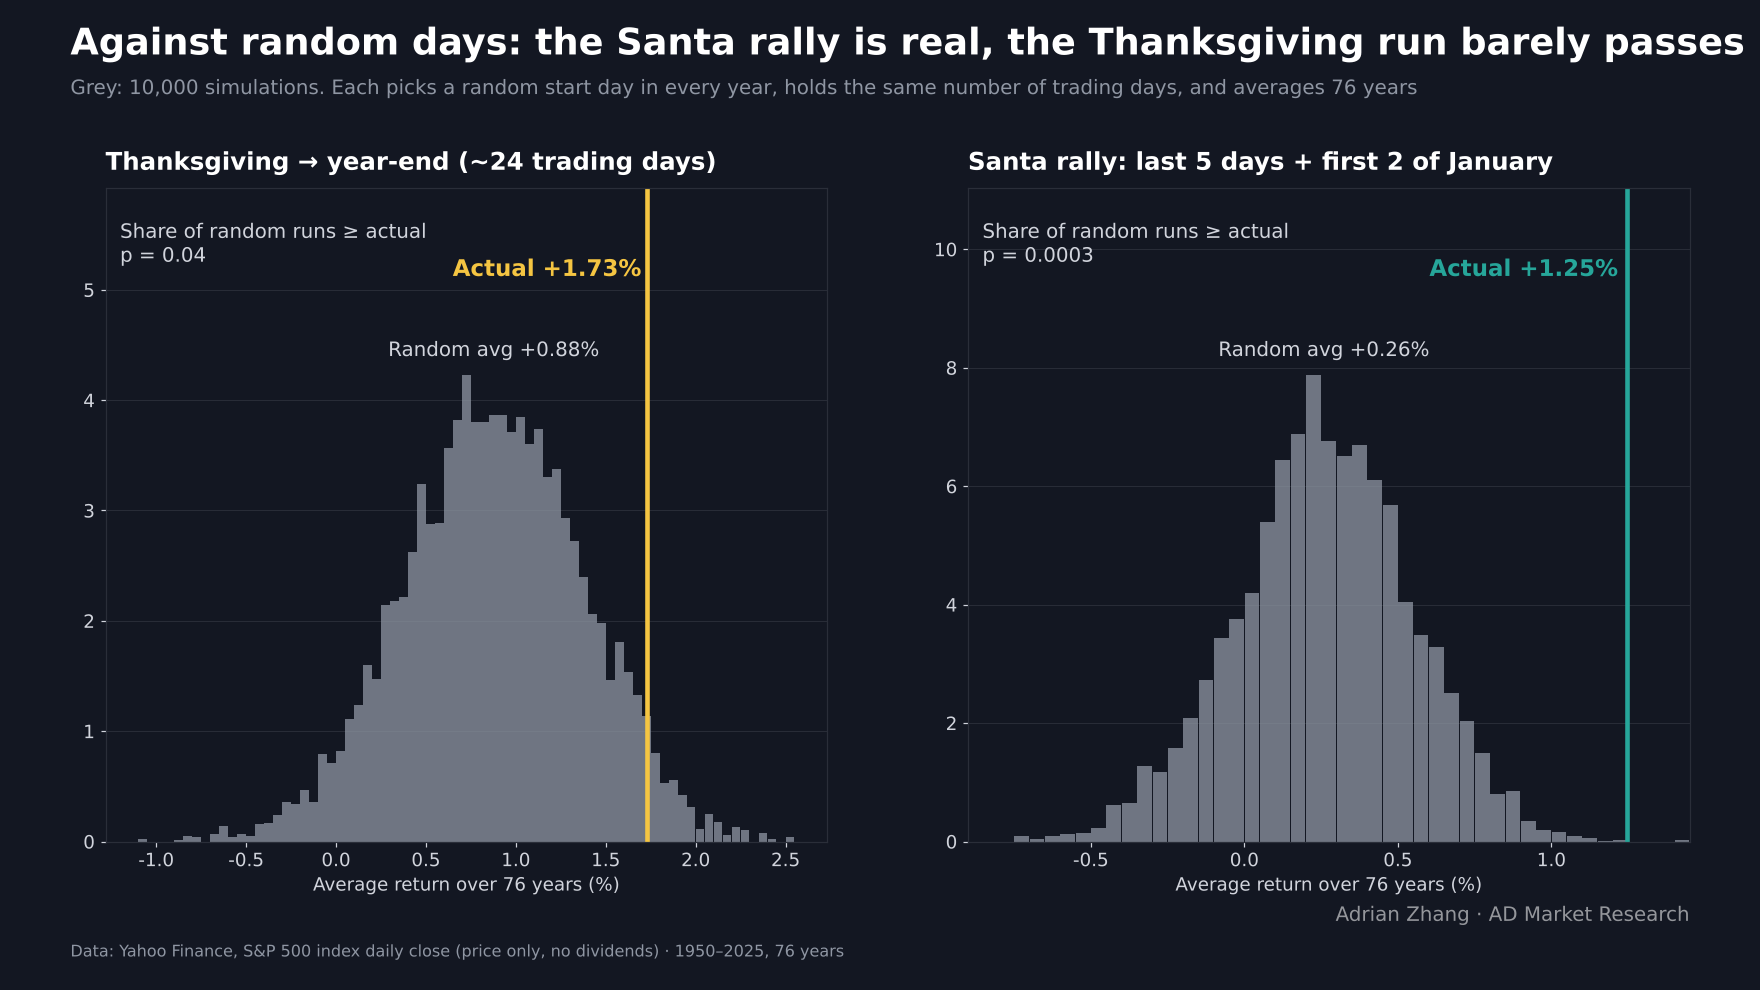 Against random days: the Santa rally is real, the Thanksgiving run barely passes
Grey: 10,000 simulations. Each picks a random start day in every year, holds the same number of trading days, and averages 76 years
Thanksgiving → year-end (~24 trading days)
Share of random runs ≥ actual
p = 0.04
Actual +1.73%
Random avg +0.88%
5
4
3
2
1
0
-1.0 -0.5 0.0 0.5 1.0 1.5 2.0 2.5
Average return over 76 years (%)
Santa rally: last 5 days + first 2 of January
Share of random runs ≥ actual
p = 0.0003
Actual +1.25%
Random avg +0.26%
10
8
6
4
2
0
-0.5 0.0 0.5 1.0
Average return over 76 years (%)
Adrian Zhang · AD Market Research
Data: Yahoo Finance, S&P 500 index daily close (price only, no dividends) · 1950–2025, 76 years